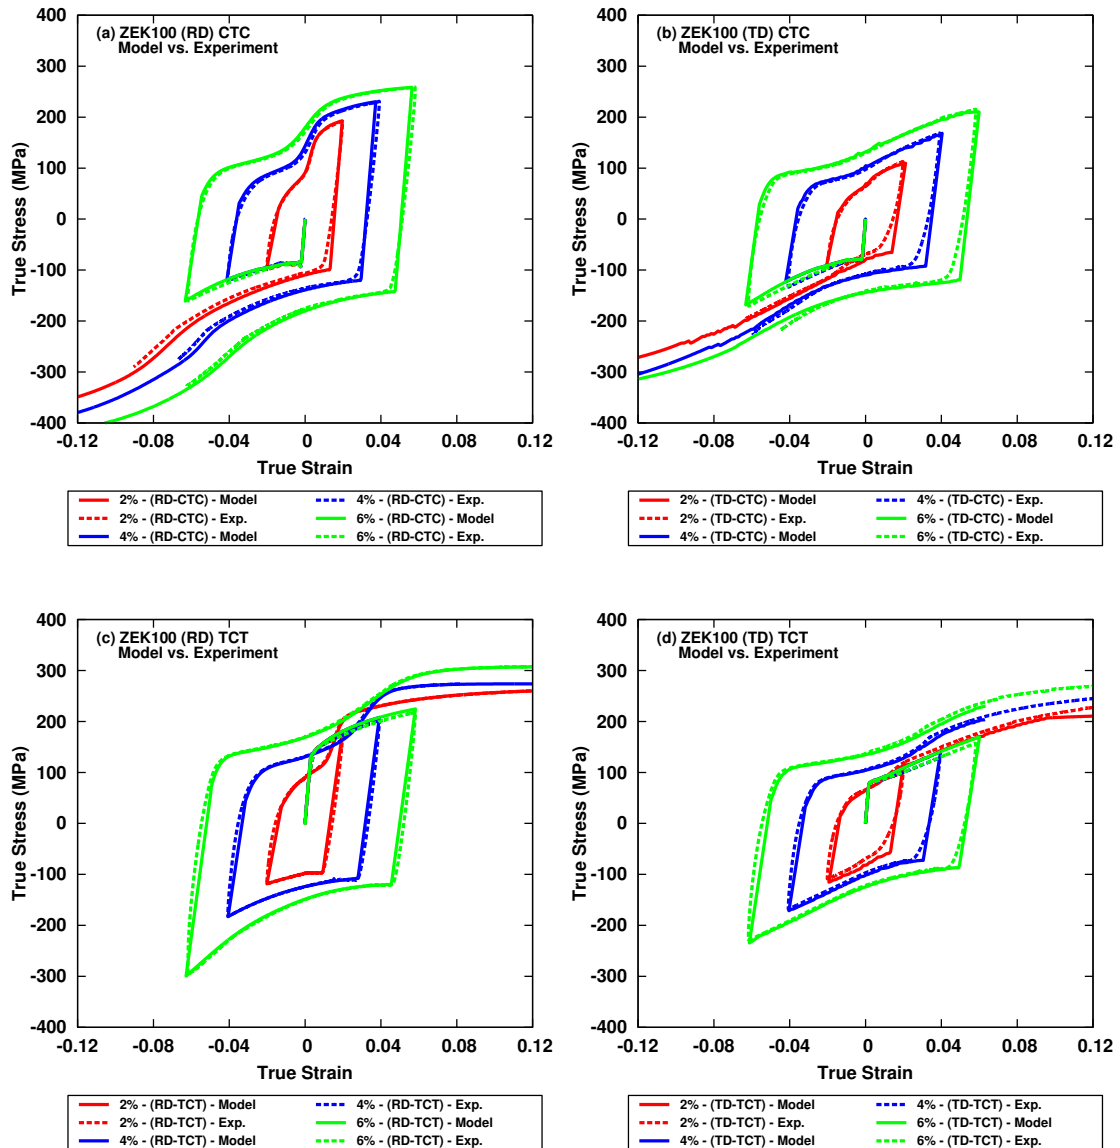 (a) ZEK100 (RD) CTC
Model vs. Experiment
True Stress (MPa)
400
300
200
100
0
-100
-200
-300
-400
-0.12 -0.08 -0.04 0 0.04 0.08 0.12
True Strain
2% - (RD-CTC) - Model
2% - (RD-CTC) - Exp.
4% - (RD-CTC) - Model
4% - (RD-CTC) - Exp.
6% - (RD-CTC) - Model
6% - (RD-CTC) - Exp.
(b) ZEK100 (TD) CTC
Model vs. Experiment
True Stress (MPa)
400
300
200
100
0
-100
-200
-300
-400
-0.12 -0.08 -0.04 0 0.04 0.08 0.12
True Strain
2% - (TD-CTC) - Model
2% - (TD-CTC) - Exp.
4% - (TD-CTC) - Model
4% - (TD-CTC) - Exp.
6% - (TD-CTC) - Model
6% - (TD-CTC) - Exp.
(c) ZEK100 (RD) TCT
Model vs. Experiment
True Stress (MPa)
400
300
200
100
0
-100
-200
-300
-400
-0.12 -0.08 -0.04 0 0.04 0.08 0.12
True Strain
2% - (RD-TCT) - Model
2% - (RD-TCT) - Exp.
4% - (RD-TCT) - Model
4% - (RD-TCT) - Exp.
6% - (RD-TCT) - Model
6% - (RD-TCT) - Exp.
(d) ZEK100 (TD) TCT
Model vs. Experiment
True Stress (MPa)
400
300
200
100
0
-100
-200
-300
-400
-0.12 -0.08 -0.04 0 0.04 0.08 0.12
True Strain
2% - (TD-TCT) - Model
2% - (TD-TCT) - Exp.
4% - (TD-TCT) - Model
4% - (TD-TCT) - Exp.
6% - (TD-TCT) - Model
6% - (TD-TCT) - Exp.